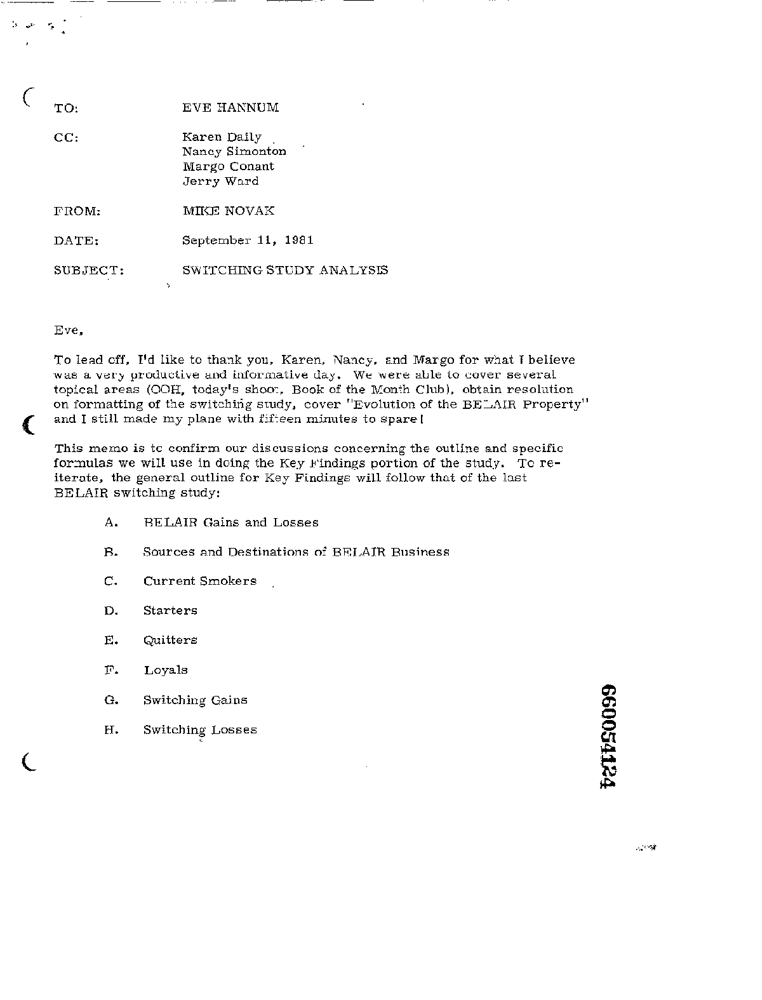 TO: EVE HANNUM
CC: Karen Daily
Nancy Simonton
Margo Conant
Jerry Ward
FROM: MIKE NOVAK
DATE: September 11, 1981
SUBJECT: SWITCHING STUDY ANALYSIS
Eve,
To lead off, I'd like to thank you, Karen, Nancy, and Margo for what I believe
was a very productive and informative day. We were able to cover several
topical areas (OOH, today's shoot, Book of the Month Club), obtain resolution
on formatting of the switching study, cover "Evolution of the BELAIR Property"
and I still made my plane with fifteen minutes to spare!
This memo is to confirm our discussions concerning the outline and specific
formulas we will use in doing the Key Findings portion of the study. To re-
iterate, the general outline for Key Findings will follow that of the last
BELAIR switching study:
A. BELAIR Gains and Losses
B. Sources and Destinations of BELAIR Business
C. Current Smokers
D. Starters
E. Quitters
F. Loyals
G. Switching Gains
H. Switching Losses
660054124